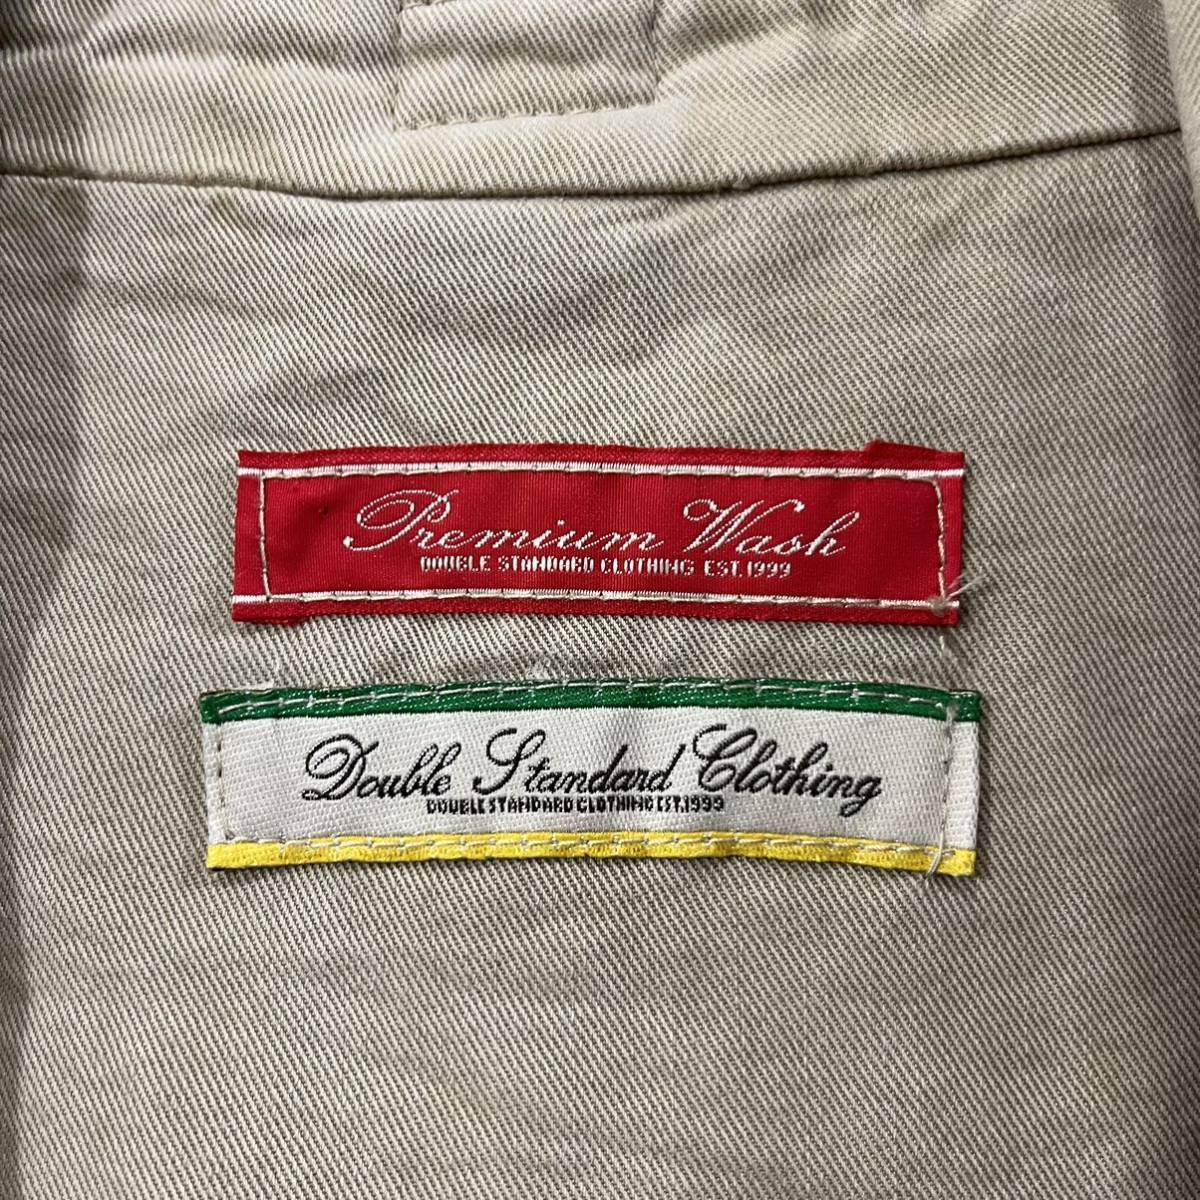 Premium Wash
DOUBLE STANDARD CLOTHING EST.1999
Double Standard Clothing
DOUBLE STANDARD CLOTHING EST.1999